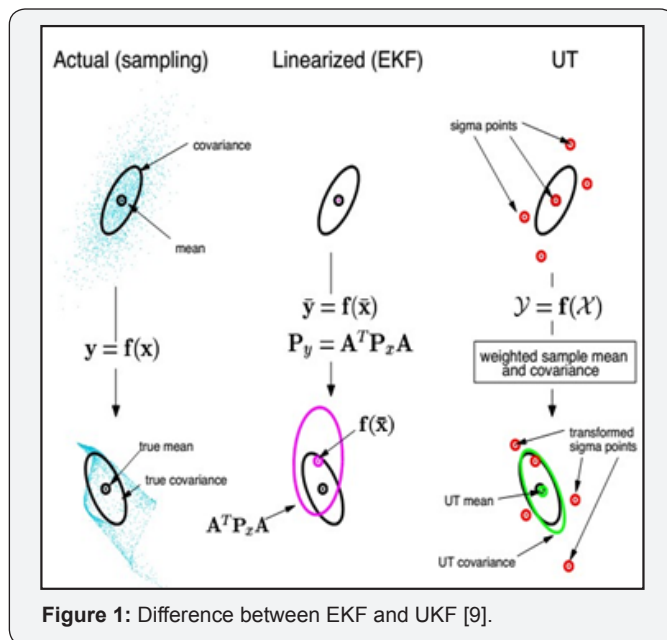 Actual (sampling)
Linearized (EKF)
UT
covariance
mean
sigma points
y = f(x)
ȳ = f(x̄)
P_y = A^T P_x A
𝒴 = f(𝒳)
weighted sample mean
and covariance
true mean
true covariance
f(x̄)
A^T P_x A
transformed
sigma points
UT mean
UT covariance
Figure 1: Difference between EKF and UKF [9].